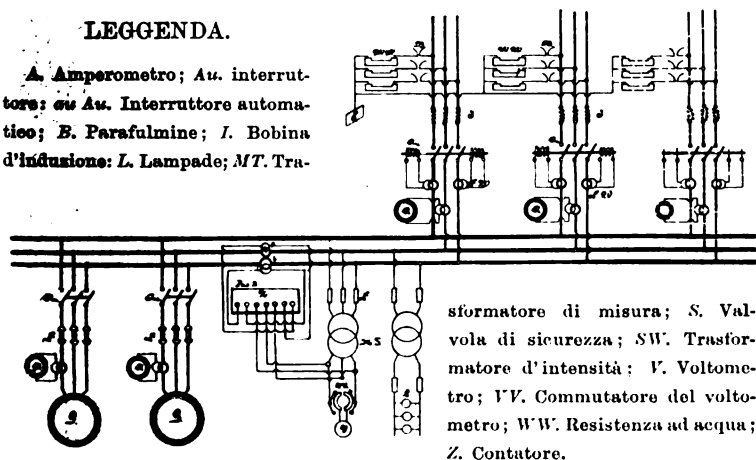 LEGGENDA.
A. Amperometro; Au. interrut-
tore: au Au. Interruttore automa-
tico; B. Parafulmine; I. Bobina
d'induzione: L. Lampade; MT. Tra-
sformatore di misura; S. Val-
vola di sicurezza; SW. Trasfor-
matore d'intensità; V. Voltome-
tro; VV. Commutatore del volto-
metro; WW. Resistenza ad acqua;
Z. Contatore.